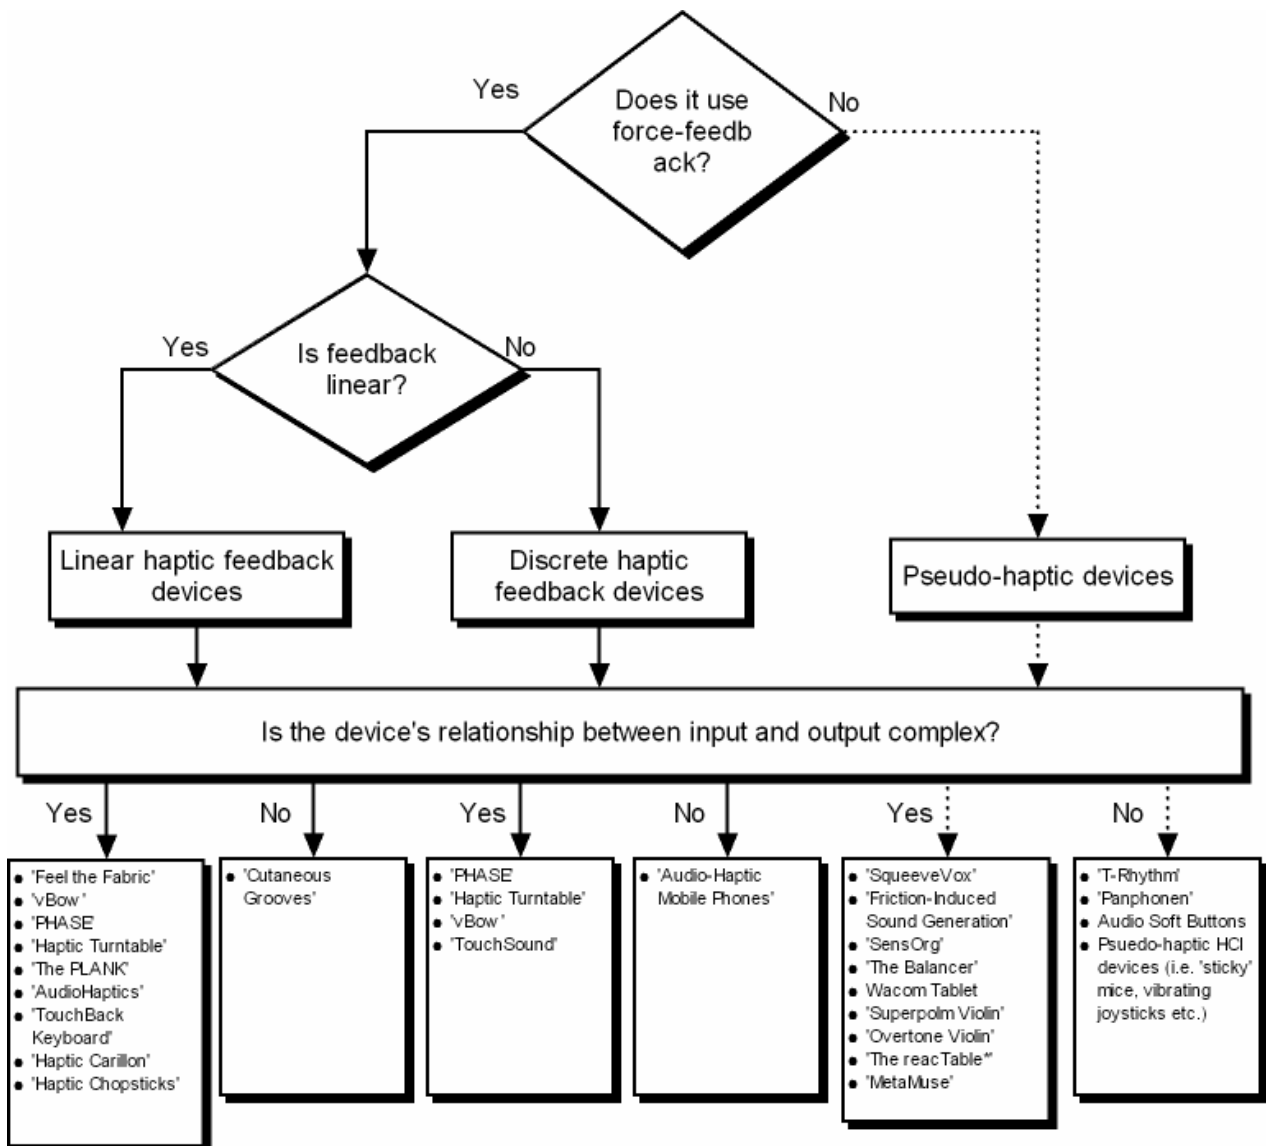 Does it use
force-feedb
ack?
Yes
No
Is feedback
linear?
Yes
No
Linear haptic feedback
devices
Discrete haptic
feedback devices
Pseudo-haptic devices
Is the device's relationship between input and output complex?
Yes
No
Yes
No
Yes
No
• 'Feel the Fabric'
• 'vBow'
• 'PHASE'
• 'Haptic Turntable'
• 'The PLANK'
• 'AudioHaptics'
• 'TouchBack
Keyboard'
• 'Haptic Carillon'
• 'Haptic Chopsticks'
• 'Cutaneous
Grooves'
• 'PHASE'
• 'Haptic Turntable'
• 'vBow'
• 'TouchSound'
• 'Audio-Haptic
Mobile Phones'
• 'SqueeveVox'
• 'Friction-Induced
Sound Generation'
• 'SensOrg'
• 'The Balancer'
• Wacom Tablet
• 'Superpolm Violin'
• 'Overtone Violin'
• 'The reacTable*'
• 'MetaMuse'
• 'T-Rhythm'
• 'Panphonen'
• Audio Soft Buttons
• Psuedo-haptic HCI
devices (i.e. 'sticky'
mice, vibrating
joysticks etc.)